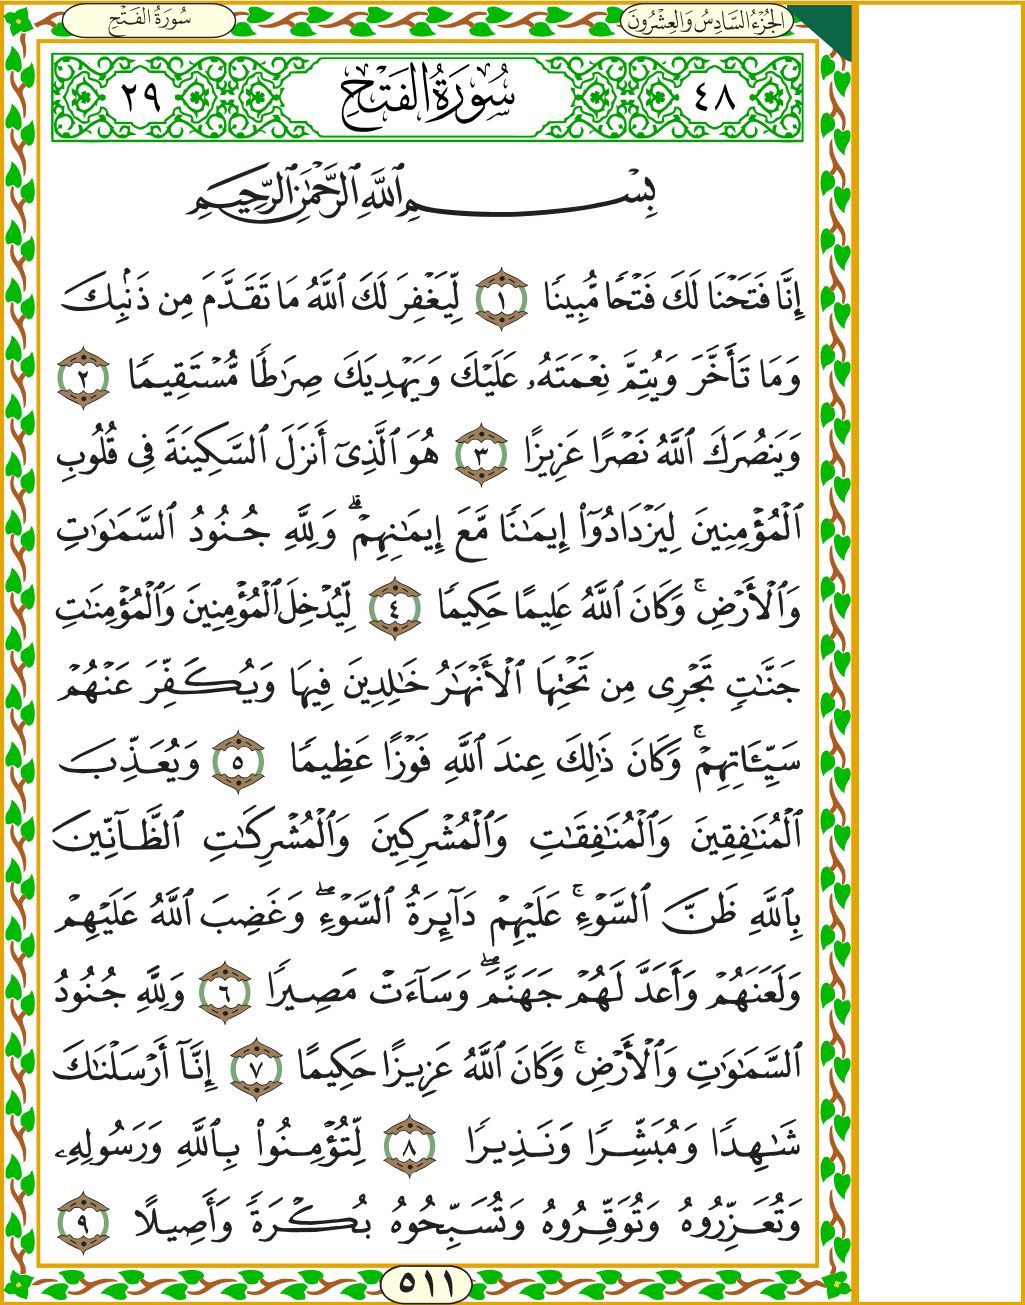 الجُزْءُ السَّادِسُ وَالعِشْرُونَ
سُورَةُ الفَتْحِ
٤٨ سُورَةُ الفَتْحِ ٢٩
بِسْمِ ٱللَّهِ ٱلرَّحْمَٰنِ ٱلرَّحِيمِ
إِنَّا فَتَحْنَا لَكَ فَتْحًا مُّبِينًا ١ لِّيَغْفِرَ لَكَ ٱللَّهُ مَا تَقَدَّمَ مِن ذَنۢبِكَ
وَمَا تَأَخَّرَ وَيُتِمَّ نِعْمَتَهُۥ عَلَيْكَ وَيَهْدِيَكَ صِرَٰطًا مُّسْتَقِيمًا ٢
وَيَنصُرَكَ ٱللَّهُ نَصْرًا عَزِيزًا ٣ هُوَ ٱلَّذِىٓ أَنزَلَ ٱلسَّكِينَةَ فِى قُلُوبِ
ٱلْمُؤْمِنِينَ لِيَزْدَادُوٓا۟ إِيمَٰنًا مَّعَ إِيمَٰنِهِمْ ۗ وَلِلَّهِ جُنُودُ ٱلسَّمَٰوَٰتِ
وَٱلْأَرْضِ ۚ وَكَانَ ٱللَّهُ عَلِيمًا حَكِيمًا ٤ لِّيُدْخِلَ ٱلْمُؤْمِنِينَ وَٱلْمُؤْمِنَٰتِ
جَنَّٰتٍ تَجْرِى مِن تَحْتِهَا ٱلْأَنْهَٰرُ خَٰلِدِينَ فِيهَا وَيُكَفِّرَ عَنْهُمْ
سَيِّـَٔاتِهِمْ ۚ وَكَانَ ذَٰلِكَ عِندَ ٱللَّهِ فَوْزًا عَظِيمًا ٥ وَيُعَذِّبَ
ٱلْمُنَٰفِقِينَ وَٱلْمُنَٰفِقَٰتِ وَٱلْمُشْرِكِينَ وَٱلْمُشْرِكَٰتِ ٱلظَّآنِّينَ
بِٱللَّهِ ظَنَّ ٱلسَّوْءِ ۚ عَلَيْهِمْ دَآئِرَةُ ٱلسَّوْءِ ۖ وَغَضِبَ ٱللَّهُ عَلَيْهِمْ
وَلَعَنَهُمْ وَأَعَدَّ لَهُمْ جَهَنَّمَ ۖ وَسَآءَتْ مَصِيرًا ٦ وَلِلَّهِ جُنُودُ
ٱلسَّمَٰوَٰتِ وَٱلْأَرْضِ ۚ وَكَانَ ٱللَّهُ عَزِيزًا حَكِيمًا ٧ إِنَّآ أَرْسَلْنَٰكَ
شَٰهِدًا وَمُبَشِّرًا وَنَذِيرًا ٨ لِّتُؤْمِنُوا۟ بِٱللَّهِ وَرَسُولِهِۦ
وَتُعَزِّرُوهُ وَتُوَقِّرُوهُ وَتُسَبِّحُوهُ بُكْرَةً وَأَصِيلًا ٩
٥١١